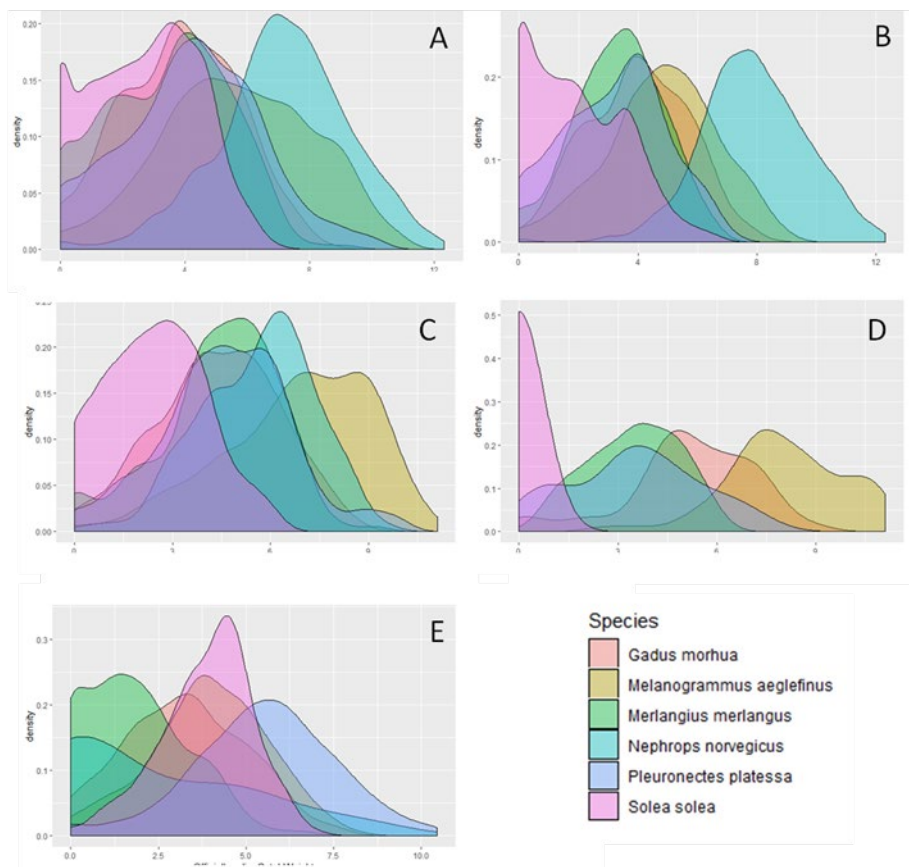 A
0.20
0.15
0.10
0.05
0.00
density
0
4
8
12
B
0.2
0.1
0.0
density
0
4
8
12
C
0.20
0.15
0.10
0.05
0.00
density
0
3
6
9
D
0.5
0.4
0.3
0.2
0.1
0.0
density
0
3
6
9
E
0.3
0.2
0.1
0.0
density
0.0
2.5
5.0
7.5
10.0
Species
Gadus morhua
Melanogrammus aeglefinus
Merlangius merlangus
Nephrops norvegicus
Pleuronectes platessa
Solea solea